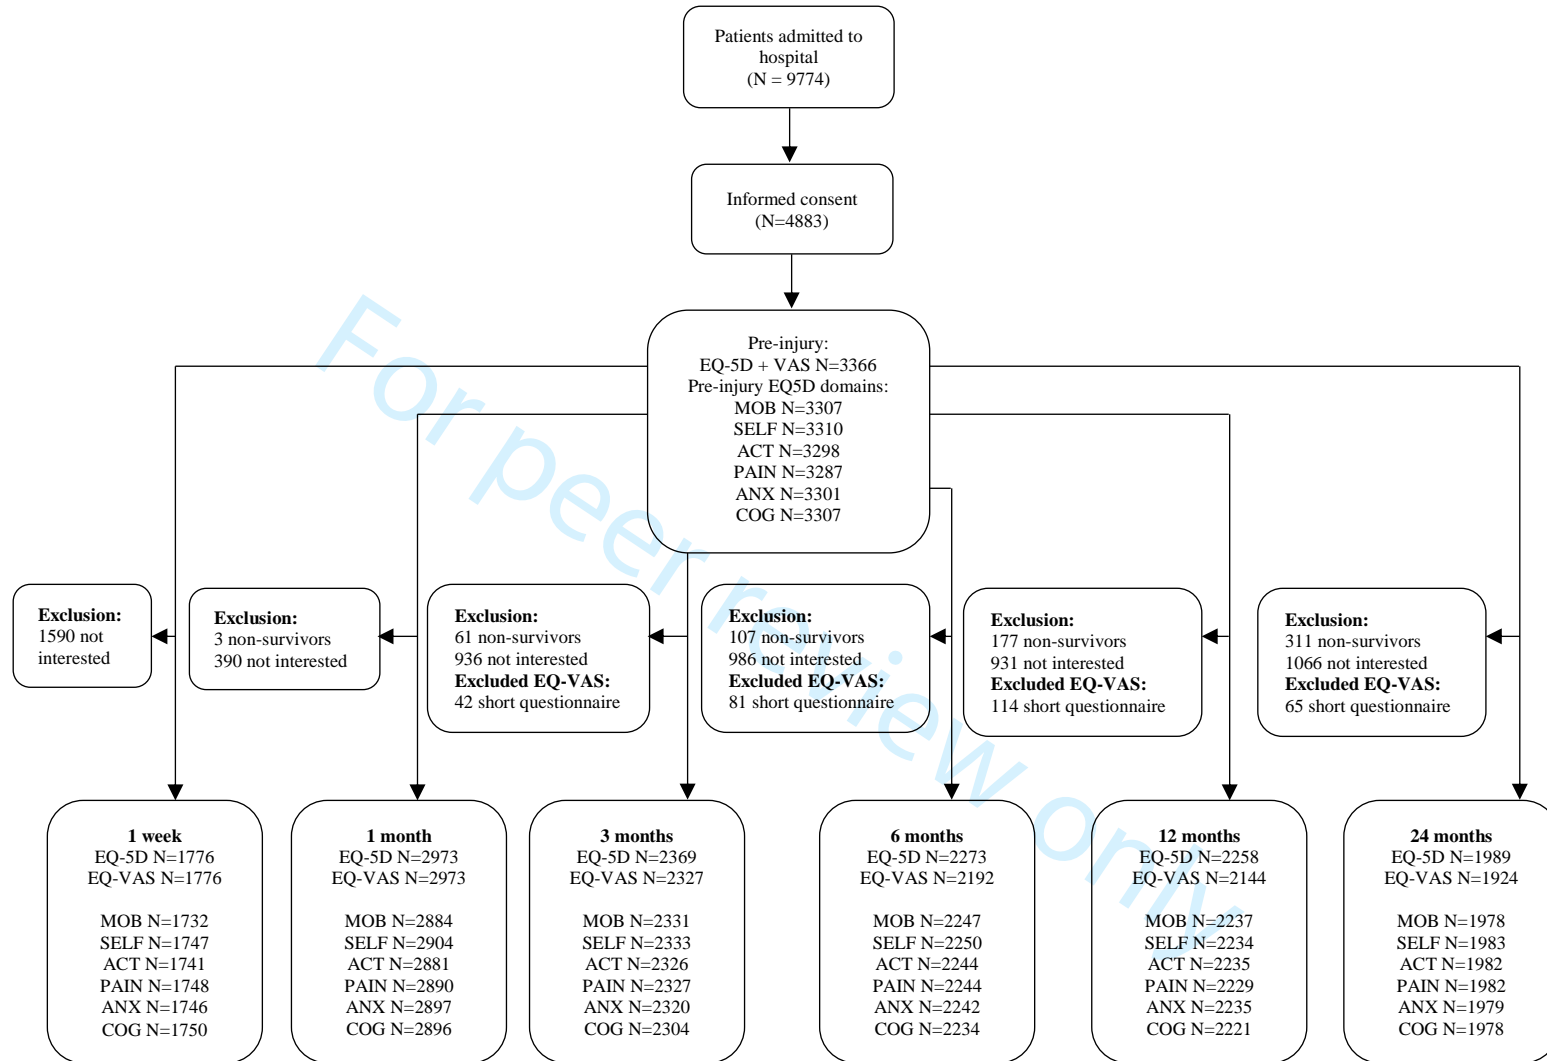 Patients admitted to
hospital
(N = 9774)
Informed consent
(N=4883)
Pre-injury:
EQ-5D + VAS N=3366
Pre-injury EQ5D domains:
MOB N=3307
SELF N=3310
ACT N=3298
PAIN N=3287
ANX N=3301
COG N=3307
Exclusion:
1590 not
interested
Exclusion:
3 non-survivors
390 not interested
Exclusion:
61 non-survivors
936 not interested
Excluded EQ-VAS:
42 short questionnaire
Exclusion:
107 non-survivors
986 not interested
Excluded EQ-VAS:
81 short questionnaire
Exclusion:
177 non-survivors
931 not interested
Excluded EQ-VAS:
114 short questionnaire
Exclusion:
311 non-survivors
1066 not interested
Excluded EQ-VAS:
65 short questionnaire
1 week
EQ-5D N=1776
EQ-VAS N=1776
MOB N=1732
SELF N=1747
ACT N=1741
PAIN N=1748
ANX N=1746
COG N=1750
1 month
EQ-5D N=2973
EQ-VAS N=2973
MOB N=2884
SELF N=2904
ACT N=2881
PAIN N=2890
ANX N=2897
COG N=2896
3 months
EQ-5D N=2369
EQ-VAS N=2327
MOB N=2331
SELF N=2333
ACT N=2326
PAIN N=2327
ANX N=2320
COG N=2304
6 months
EQ-5D N=2273
EQ-VAS N=2192
MOB N=2247
SELF N=2250
ACT N=2244
PAIN N=2244
ANX N=2242
COG N=2234
12 months
EQ-5D N=2258
EQ-VAS N=2144
MOB N=2237
SELF N=2234
ACT N=2235
PAIN N=2229
ANX N=2235
COG N=2221
24 months
EQ-5D N=1989
EQ-VAS N=1924
MOB N=1978
SELF N=1983
ACT N=1982
PAIN N=1982
ANX N=1979
COG N=1978
For peer review only